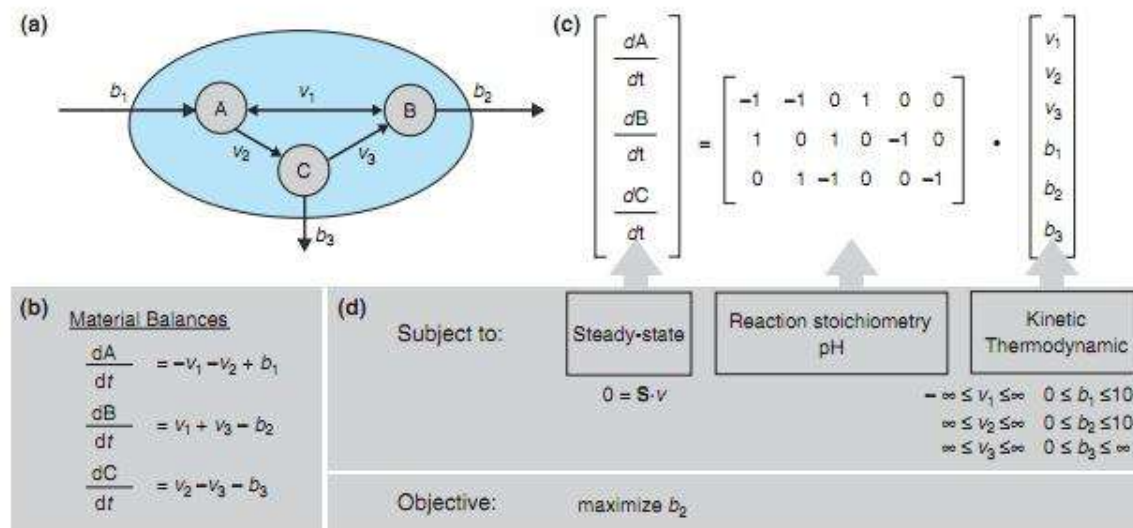 (a)
b₁
A
v₁
B
b₂
v₂
C
v₃
b₃
(b)
Material Balances
dA/dt = –v₁ –v₂ + b₁
dB/dt = v₁ + v₃ – b₂
dC/dt = v₂ –v₃ – b₃
(c)
dA/dt
dB/dt
dC/dt
=
–1 –1 0 1 0 0
1 0 1 0 –1 0
0 1 –1 0 0 –1
•
v₁
v₂
v₃
b₁
b₂
b₃
(d)
Subject to:
Steady-state
0 = S·v
Reaction stoichiometry
pH
Kinetic
Thermodynamic
– ∞ ≤ v₁ ≤ ∞ 0 ≤ b₁ ≤ 10
∞ ≤ v₂ ≤ ∞ 0 ≤ b₂ ≤ 10
∞ ≤ v₃ ≤ ∞ 0 ≤ b₃ ≤ ∞
Objective: maximize b₂